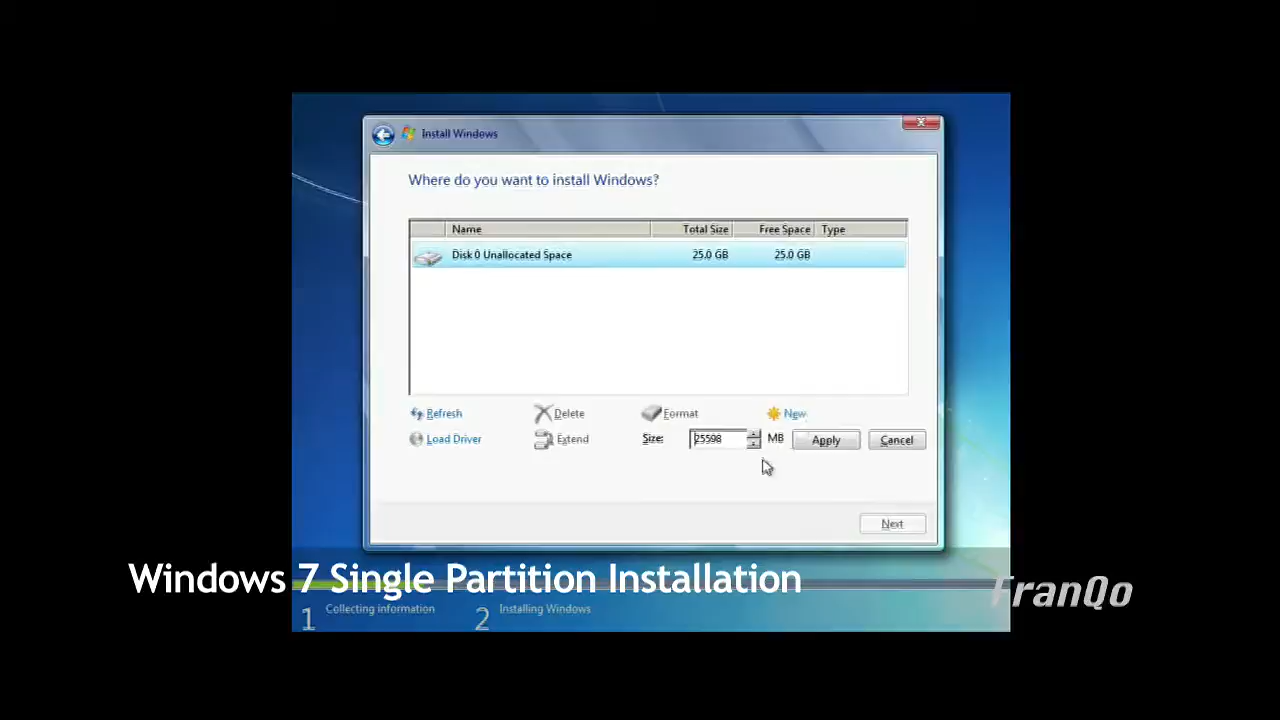 Install Windows
Where do you want to install Windows?
Name Total Size Free Space Type
Disk 0 Unallocated Space 25.0 GB 25.0 GB
Refresh Delete Format New
Load Driver Extend Size: 25598 MB Apply Cancel
Next
Windows 7 Single Partition Installation
FranQo
1 Collecting information 2 Installing Windows